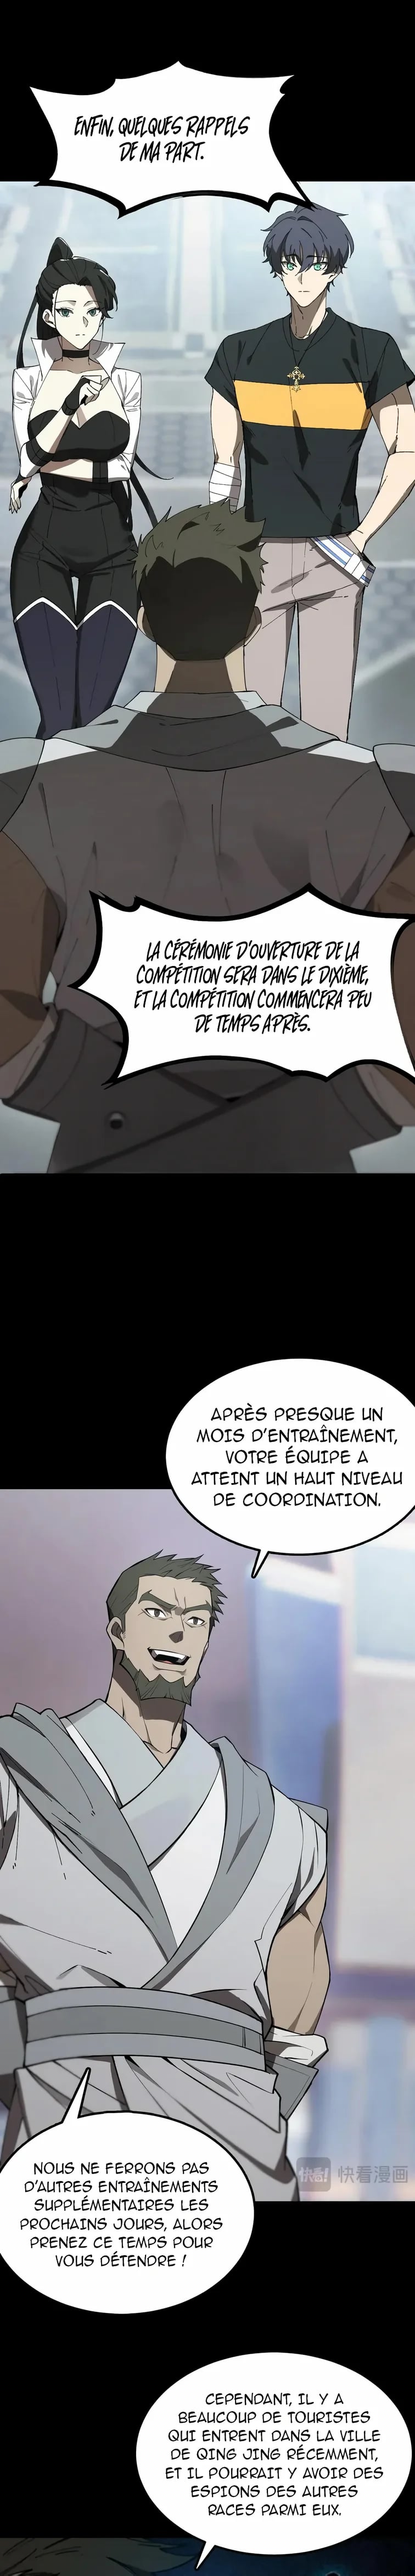 ENFIN, QUELQUES RAPPELS
DE MA PART.
LA CÉRÉMONIE D'OUVERTURE DE LA
COMPÉTITION SERA DANS LE DIXIÈME,
ET LA COMPÉTITION COMMENCERA PEU
DE TEMPS APRÈS.
APRÈS PRESQUE UN
MOIS D'ENTRAÎNEMENT,
VOTRE ÉQUIPE A
ATTEINT UN HAUT NIVEAU
DE COORDINATION.
快看! 快看漫画
NOUS NE FERRONS PAS
D'AUTRES ENTRAÎNEMENTS
SUPPLÉMENTAIRES LES
PROCHAINS JOURS, ALORS
PRENEZ CE TEMPS POUR
VOUS DÉTENDRE !
CEPENDANT, IL Y A
BEAUCOUP DE TOURISTES
QUI ENTRENT DANS LA VILLE
DE QING JING RÉCEMMENT,
ET IL POURRAIT Y AVOIR DES
ESPIONS DES AUTRES
RACES PARMI EUX.